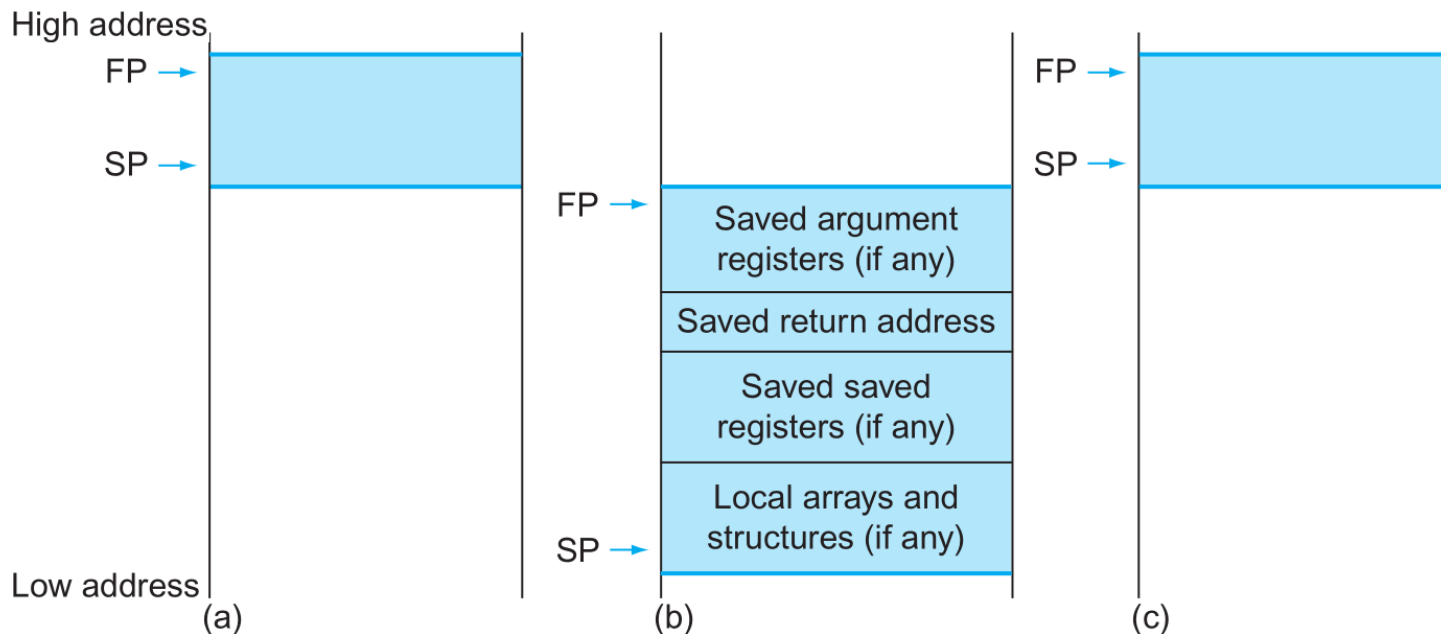 High address
FP
SP
Low address
(a)
FP
Saved argument
registers (if any)
Saved return address
Saved saved
registers (if any)
Local arrays and
structures (if any)
SP
(b)
FP
SP
(c)